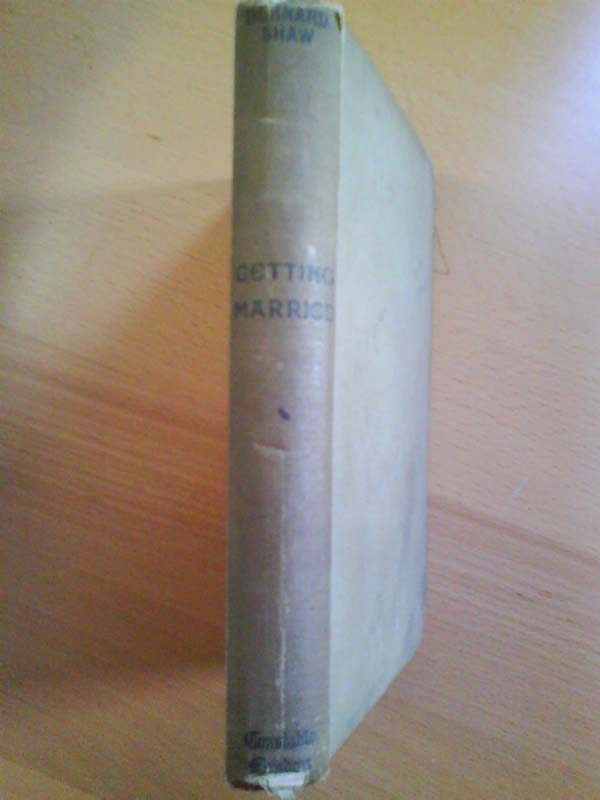 BERNARD
SHAW
GETTING
MARRIED
Constable
London